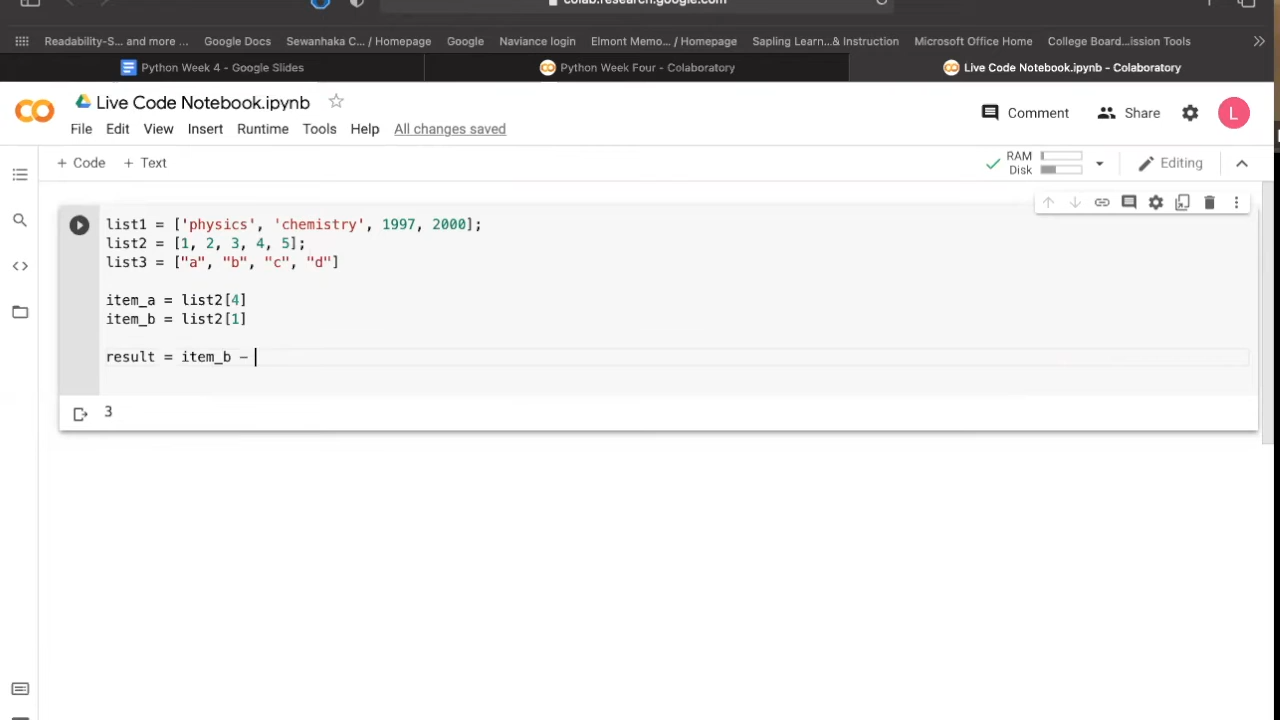 colab.research.google.com
Readability-S... and more ...
Google Docs
Sewanhaka C... / Homepage
Google
Naviance login
Elmont Memo... / Homepage
Sapling Learn...& Instruction
Microsoft Office Home
College Board...ission Tools
Python Week 4 - Google Slides
Python Week Four - Colaboratory
Live Code Notebook.ipynb - Colaboratory
Live Code Notebook.ipynb
Comment
Share
L
File Edit View Insert Runtime Tools Help All changes saved
+ Code + Text
RAM
Disk
Editing
list1 = ['physics', 'chemistry', 1997, 2000];
list2 = [1, 2, 3, 4, 5];
list3 = ["a", "b", "c", "d"]
item_a = list2[4]
item_b = list2[1]
result = item_b -
3